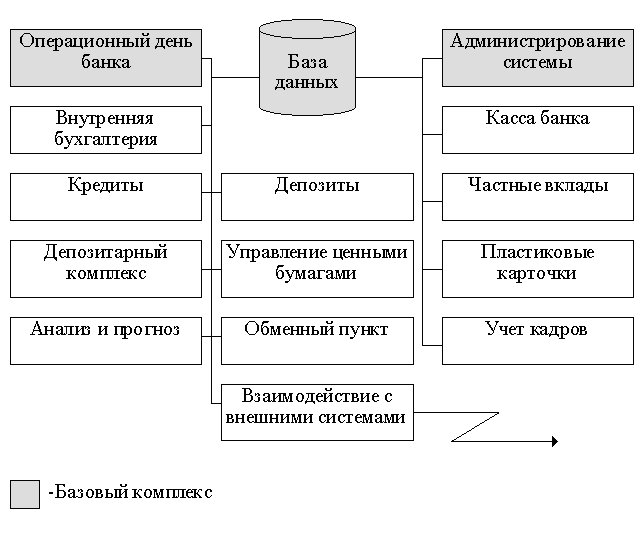 Операционный день
банка
База
данных
Администрирование
системы
Внутренняя
бухгалтерия
Касса банка
Кредиты
Депозиты
Частные вклады
Депозитарный
комплекс
Управление ценными
бумагами
Пластиковые
карточки
Анализ и прогноз
Обменный пункт
Учет кадров
Взаимодействие с
внешними системами
-Базовый комплекс